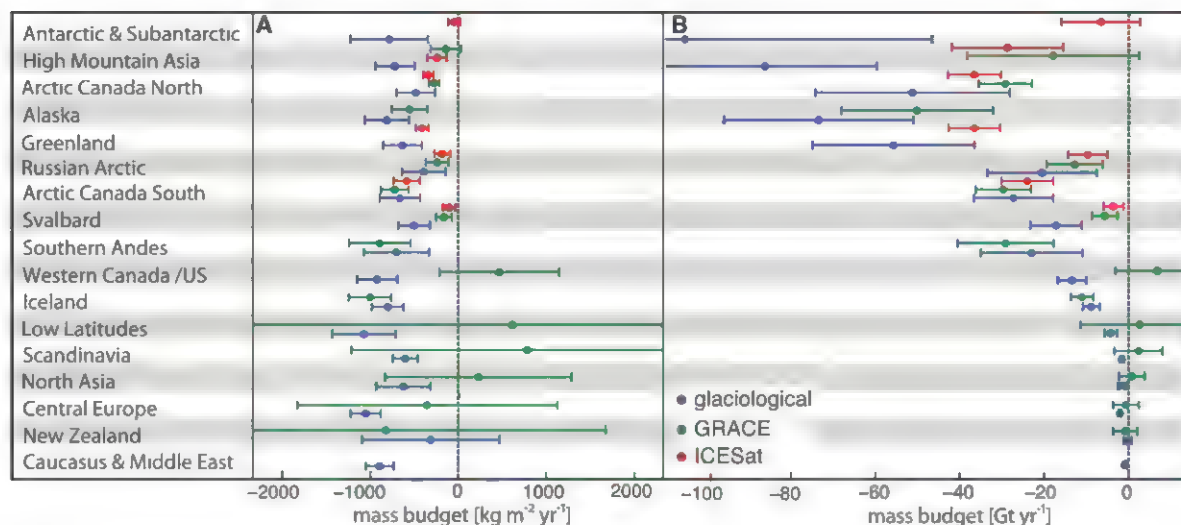 A
B
Antarctic & Subantarctic
High Mountain Asia
Arctic Canada North
Alaska
Greenland
Russian Arctic
Arctic Canada South
Svalbard
Southern Andes
Western Canada /US
Iceland
Low Latitudes
Scandinavia
North Asia
Central Europe
New Zealand
Caucasus & Middle East
glaciological
GRACE
ICESat
-2000 -1000 0 1000 2000
-100 -80 -60 -40 -20 0
mass budget [kg m⁻² yr⁻¹]
mass budget [Gt yr⁻¹]